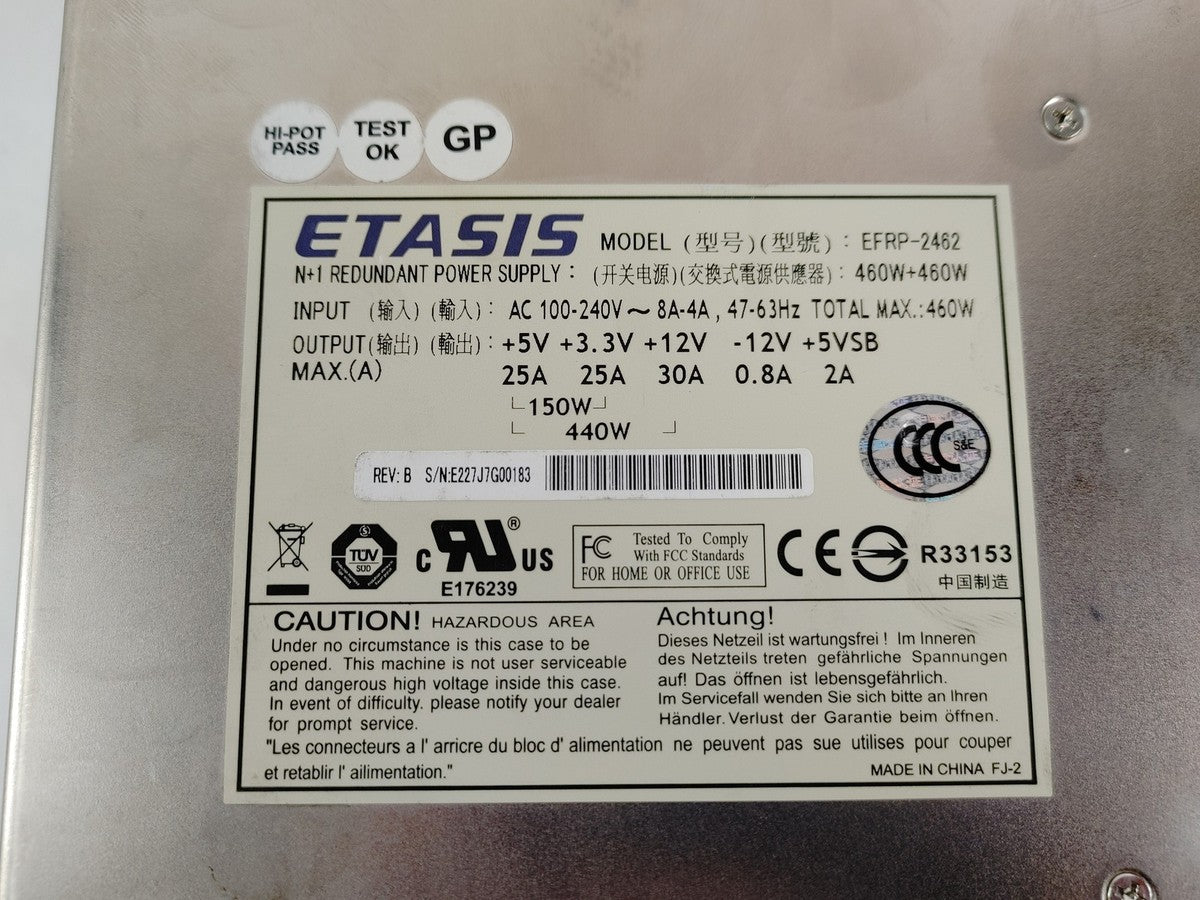 HI-POT PASS
TEST OK
GP
ETASIS MODEL (型号)(型號) : EFRP-2462
N+1 REDUNDANT POWER SUPPLY : (开关电源)(交換式電源供應器) : 460W+460W
INPUT (输入) (輸入) : AC 100-240V～ 8A-4A , 47-63Hz TOTAL MAX.:460W
OUTPUT(输出) (輸出) : +5V +3.3V +12V -12V +5VSB
MAX.(A) 25A 25A 30A 0.8A 2A
150W
440W
REV: B S/N:E227J7G00183
CCC S&E
TÜV SUD
C RU ® US
E176239
FC Tested To Comply
With FCC Standards
FOR HOME OR OFFICE USE
CE
R33153
中国制造
CAUTION! HAZARDOUS AREA
Under no circumstance is this case to be
opened. This machine is not user serviceable
and dangerous high voltage inside this case.
In event of difficulty. please notify your dealer
for prompt service.
Achtung!
Dieses Netzeil ist wartungsfrei ! Im Inneren
des Netzteils treten gefährliche Spannungen
auf! Das öffnen ist lebensgefährlich.
Im Servicefall wenden Sie sich bitte an Ihren
Händler. Verlust der Garantie beim öffnen.
"Les connecteurs a l' arricre du bloc d' alimentation ne peuvent pas sue utilises pour couper
et retablir l' ailimentation."
MADE IN CHINA FJ-2